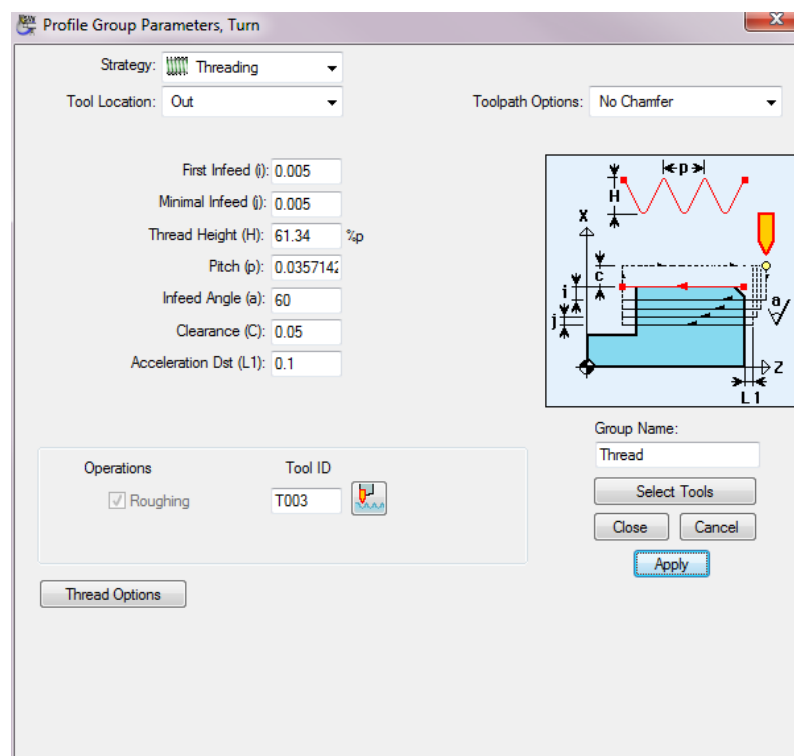 Profile Group Parameters, Turn
Strategy: Threading
Tool Location: Out
Toolpath Options: No Chamfer
First Infeed (i): 0.005
Minimal Infeed (j): 0.005
Thread Height (H): 61.34 %p
Pitch (p): 0.0357142
Infeed Angle (a): 60
Clearance (C): 0.05
Acceleration Dst (L1): 0.1
p
H
X
c
i
a
j
Z
L1
Group Name:
Thread
Operations
Tool ID
Roughing
T003
Select Tools
Close
Cancel
Apply
Thread Options